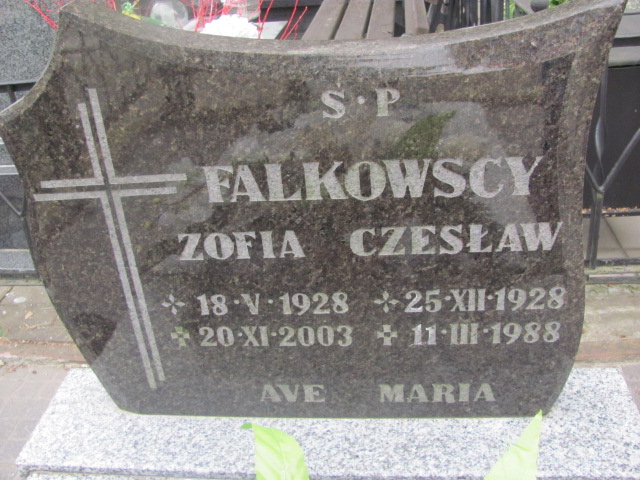 Ś·P
FALKOWSCY
ZOFIA CZESŁAW
18·V·1928 25·XII·1928
20·XI·2003 11·III·1988
AVE MARIA